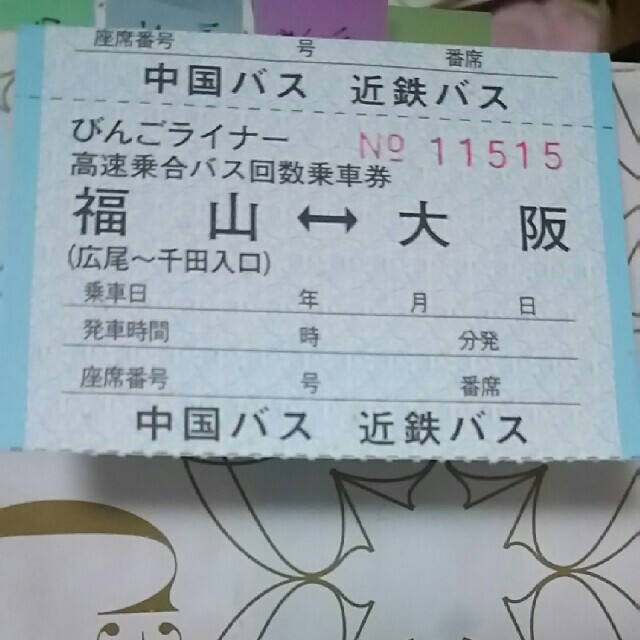 座席番号 号 番席
中国バス 近鉄バス
びんごライナー
高速乗合バス回数乗車券
№ 11515
福山↔大阪
(広尾～千田入口)
乗車日 年 月 日
発車時間 時 分発
座席番号 号 番席
中国バス 近鉄バス